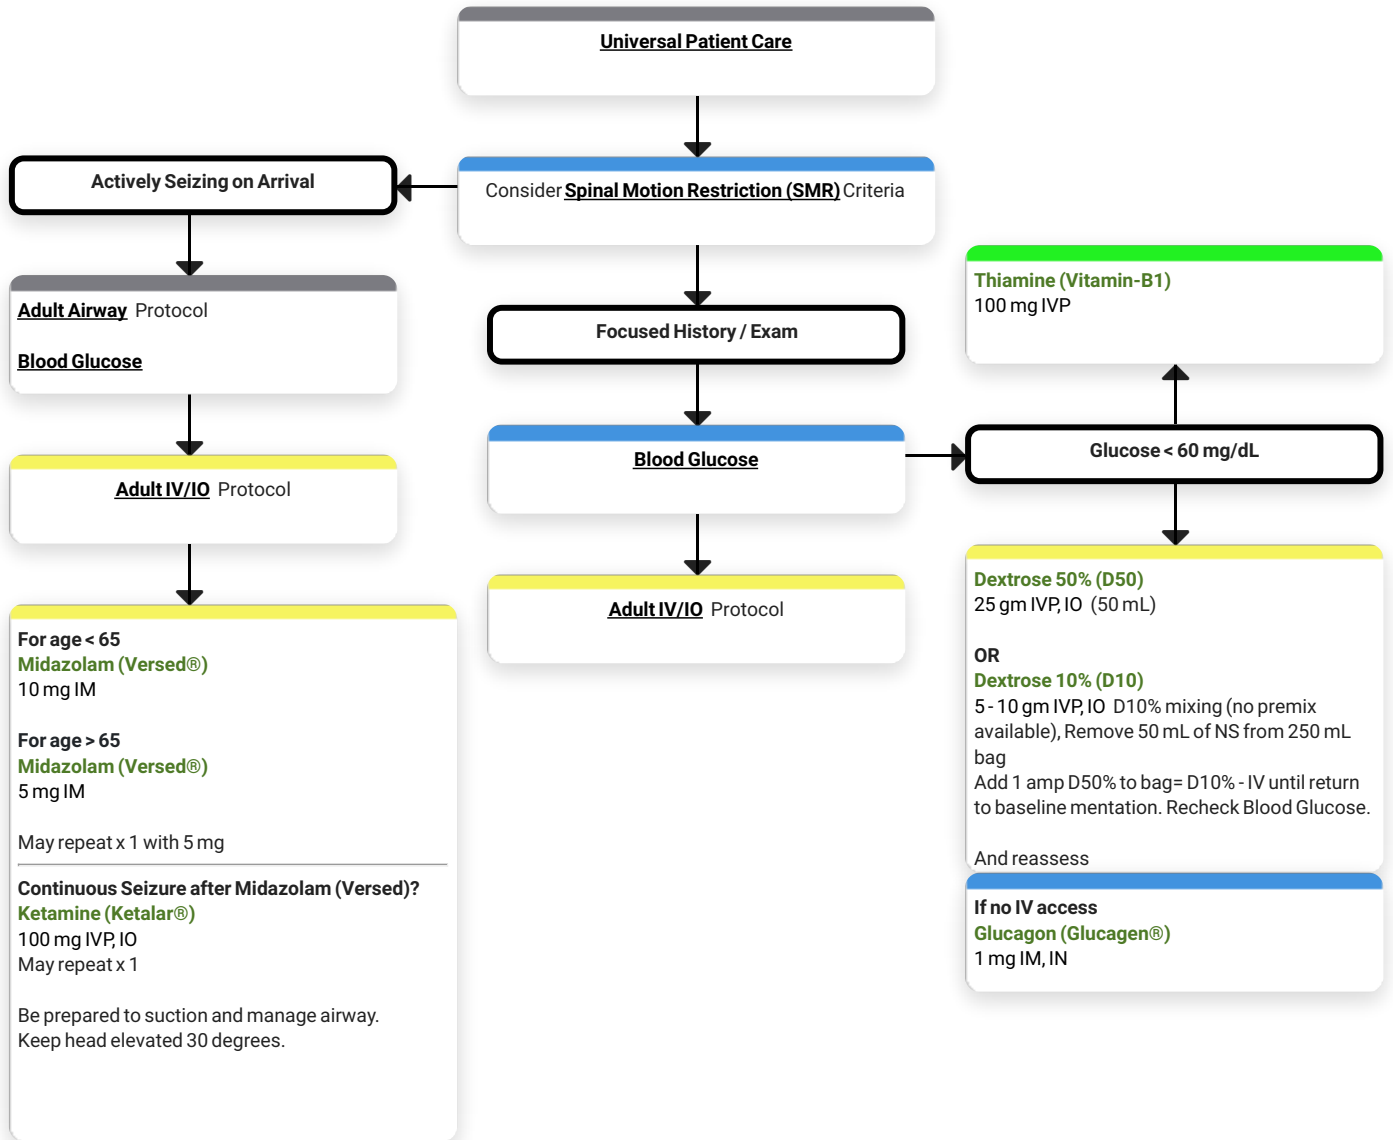 Universal Patient Care
Actively Seizing on Arrival
Consider Spinal Motion Restriction (SMR) Criteria
Adult Airway Protocol
Blood Glucose
Adult IV/IO Protocol
For age < 65
Midazolam (Versed®)
10 mg IM
For age > 65
Midazolam (Versed®)
5 mg IM
May repeat x 1 with 5 mg
Continuous Seizure after Midazolam (Versed)?
Ketamine (Ketalar®)
100 mg IVP, IO
May repeat x 1
Be prepared to suction and manage airway.
Keep head elevated 30 degrees.
Focused History / Exam
Blood Glucose
Adult IV/IO Protocol
Thiamine (Vitamin-B1)
100 mg IVP
Glucose < 60 mg/dL
Dextrose 50% (D50)
25 gm IVP, IO (50 mL)
OR
Dextrose 10% (D10)
5 - 10 gm IVP, IO D10% mixing (no premix
available), Remove 50 mL of NS from 250 mL
bag
Add 1 amp D50% to bag= D10% - IV until return
to baseline mentation. Recheck Blood Glucose.
And reassess
If no IV access
Glucagon (Glucagen®)
1 mg IM, IN